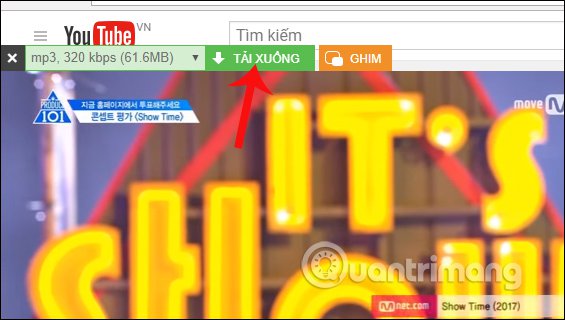 YouTube VN
Tìm kiếm
mp3, 320 kbps (61.6MB)
TẢI XUỐNG
GHIM
PRODUCE
101
지금 홈페이지에서 투표해주세요
콘셉트 평가 (Show Time)
move M
IT'S
SHOW
Quantrimang
Mnet.com
Show Time (2017)